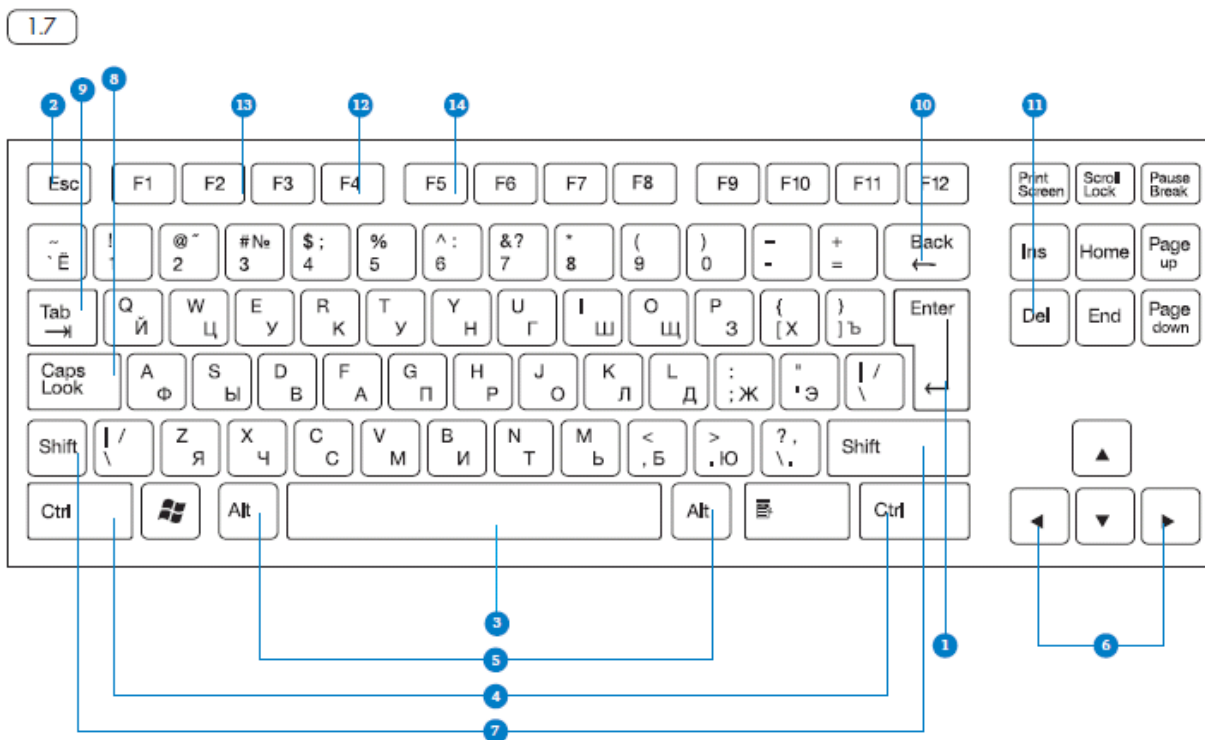 1.7
8
2 9 13 12 14 10 11
Esc F1 F2 F3 F4 F5 F6 F7 F8 F9 F10 F11 F12 Print Screen Scroll Lock Pause Break
~ ` Ё ! 1 @ ˝ 2 # № 3 $ ; 4 % 5 ^ : 6 & ? 7 * 8 ( 9 ) 0 – - + = Back ← Ins Home Page up
Tab Q Й W Ц E У R К T У Y Н U Г I Ш O Щ P З { [ Х } ] Ъ Enter ← Del End Page down
Caps Look A Ф S Ы D В F А G П H Р J О K Л L Д : ; Ж " ' Э | / \
Shift | / \ Z Я X Ч C С V М B И N Т M Ь < , Б > . Ю ? , \ . Shift ▲
Ctrl Alt Alt Ctrl ◀ ▼ ▶
3
5 1 6
4
7